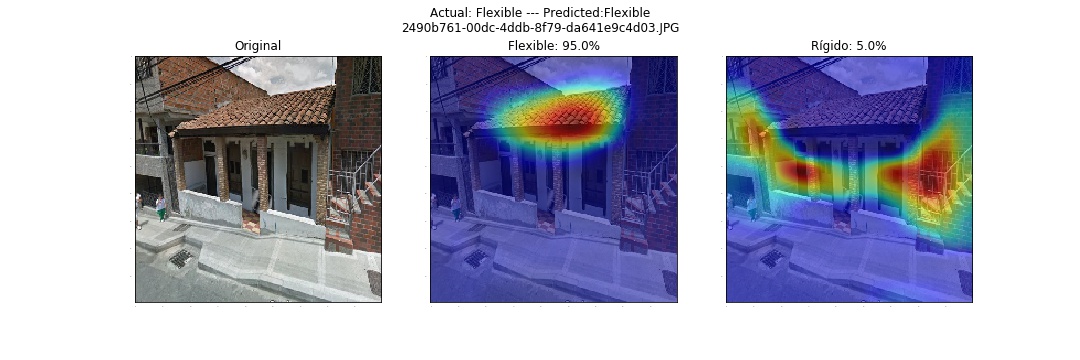 Actual: Flexible --- Predicted:Flexible
2490b761-00dc-4ddb-8f79-da641e9c4d03.JPG
Original
Flexible: 95.0%
Rígido: 5.0%